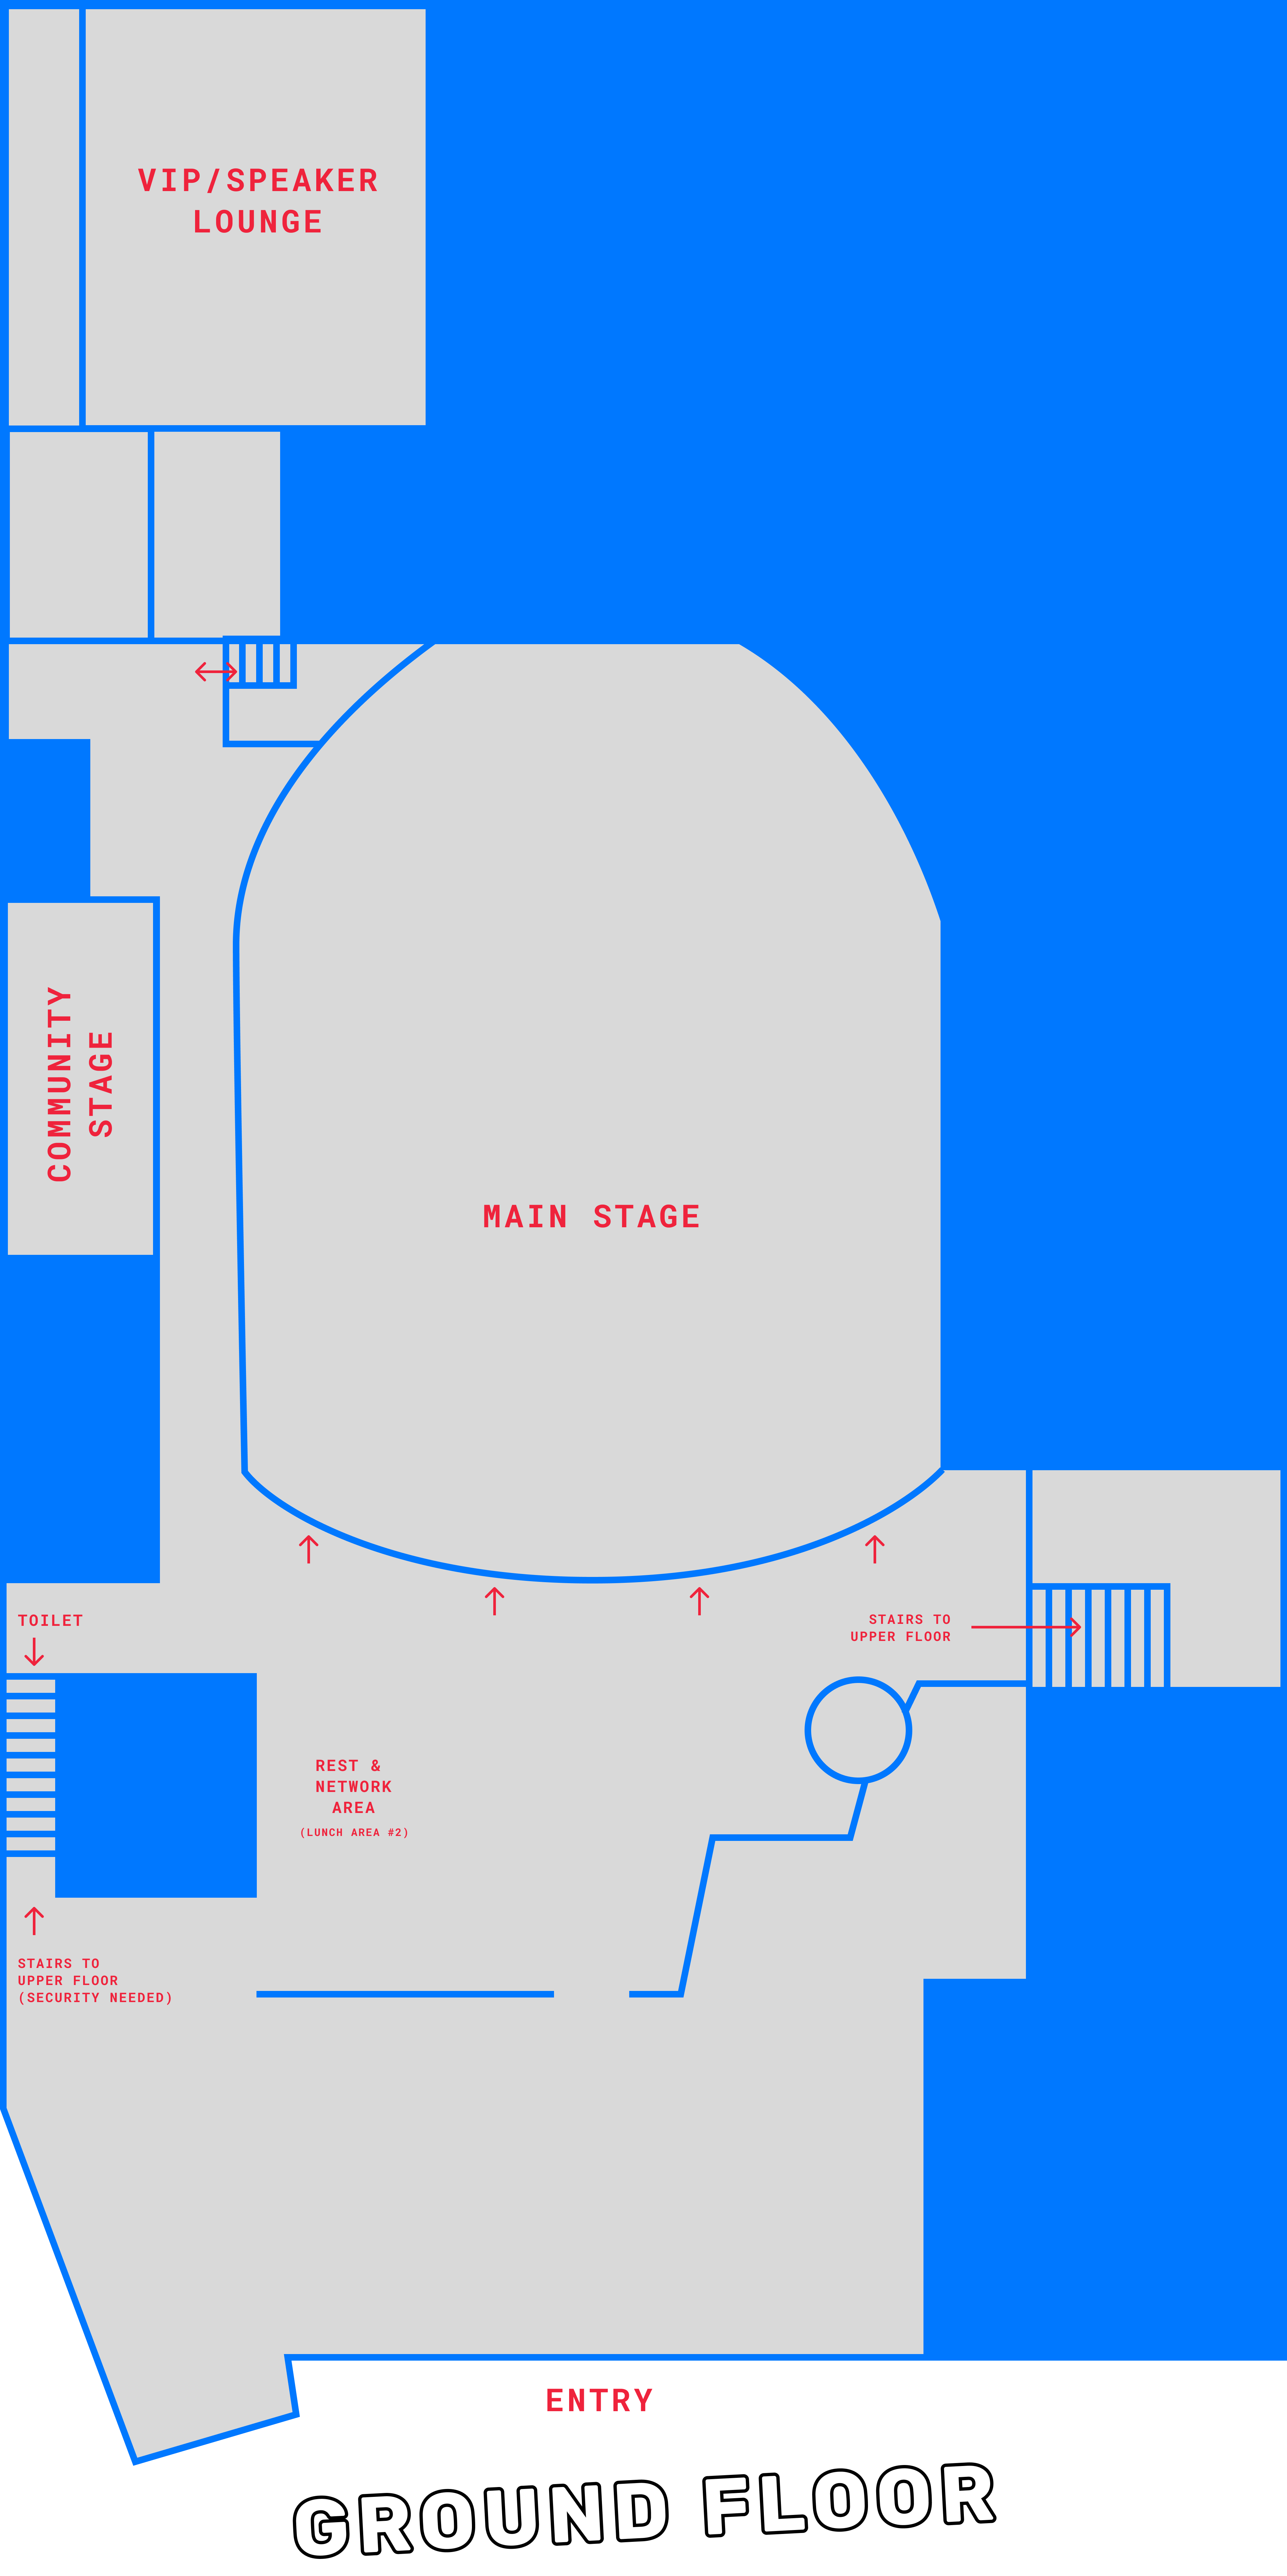 VIP/SPEAKER
LOUNGE
COMMUNITY
STAGE
MAIN STAGE
TOILET
STAIRS TO
UPPER FLOOR
REST &
NETWORK
AREA
(LUNCH AREA #2)
STAIRS TO
UPPER FLOOR
(SECURITY NEEDED)
ENTRY
GROUND FLOOR